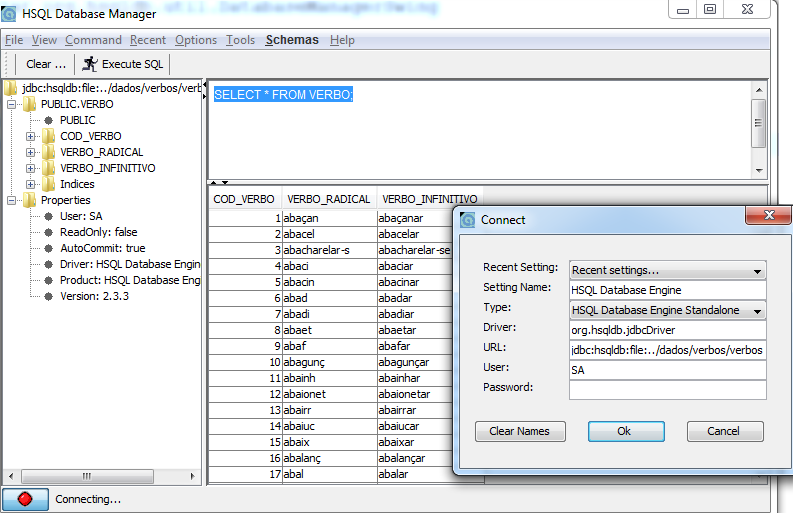 HSQL Database Manager
File View Command Recent Options Tools Schemas Help
Clear ... Execute SQL
jdbc:hsqldb:file:../dados/verbos/verb
PUBLIC.VERBO
PUBLIC
COD_VERBO
VERBO_RADICAL
VERBO_INFINITIVO
Indices
Properties
User: SA
ReadOnly: false
AutoCommit: true
Driver: HSQL Database Engin
Product: HSQL Database Eng
Version: 2.3.3
SELECT * FROM VERBO;
COD_VERBO VERBO_RADICAL VERBO_INFINITIVO
1 abaçan abaçanar
2 abacel abacelar
3 abacharelar-s abacharelar-se
4 abaci abaciar
5 abacin abacinar
6 abad abadar
7 abadi abadiar
8 abaet abaetar
9 abaf abafar
10 abagunç abagunçar
11 abainh abainhar
12 abaionet abaionetar
13 abairr abairrar
14 abaiuc abaiucar
15 abaix abaixar
16 abalanç abalançar
17 abal abalar
Connecting...
Connect
Recent Setting: Recent settings...
Setting Name: HSQL Database Engine
Type: HSQL Database Engine Standalone
Driver: org.hsqldb.jdbcDriver
URL: jdbc:hsqldb:file:../dados/verbos/verbos
User: SA
Password:
Clear Names Ok Cancel